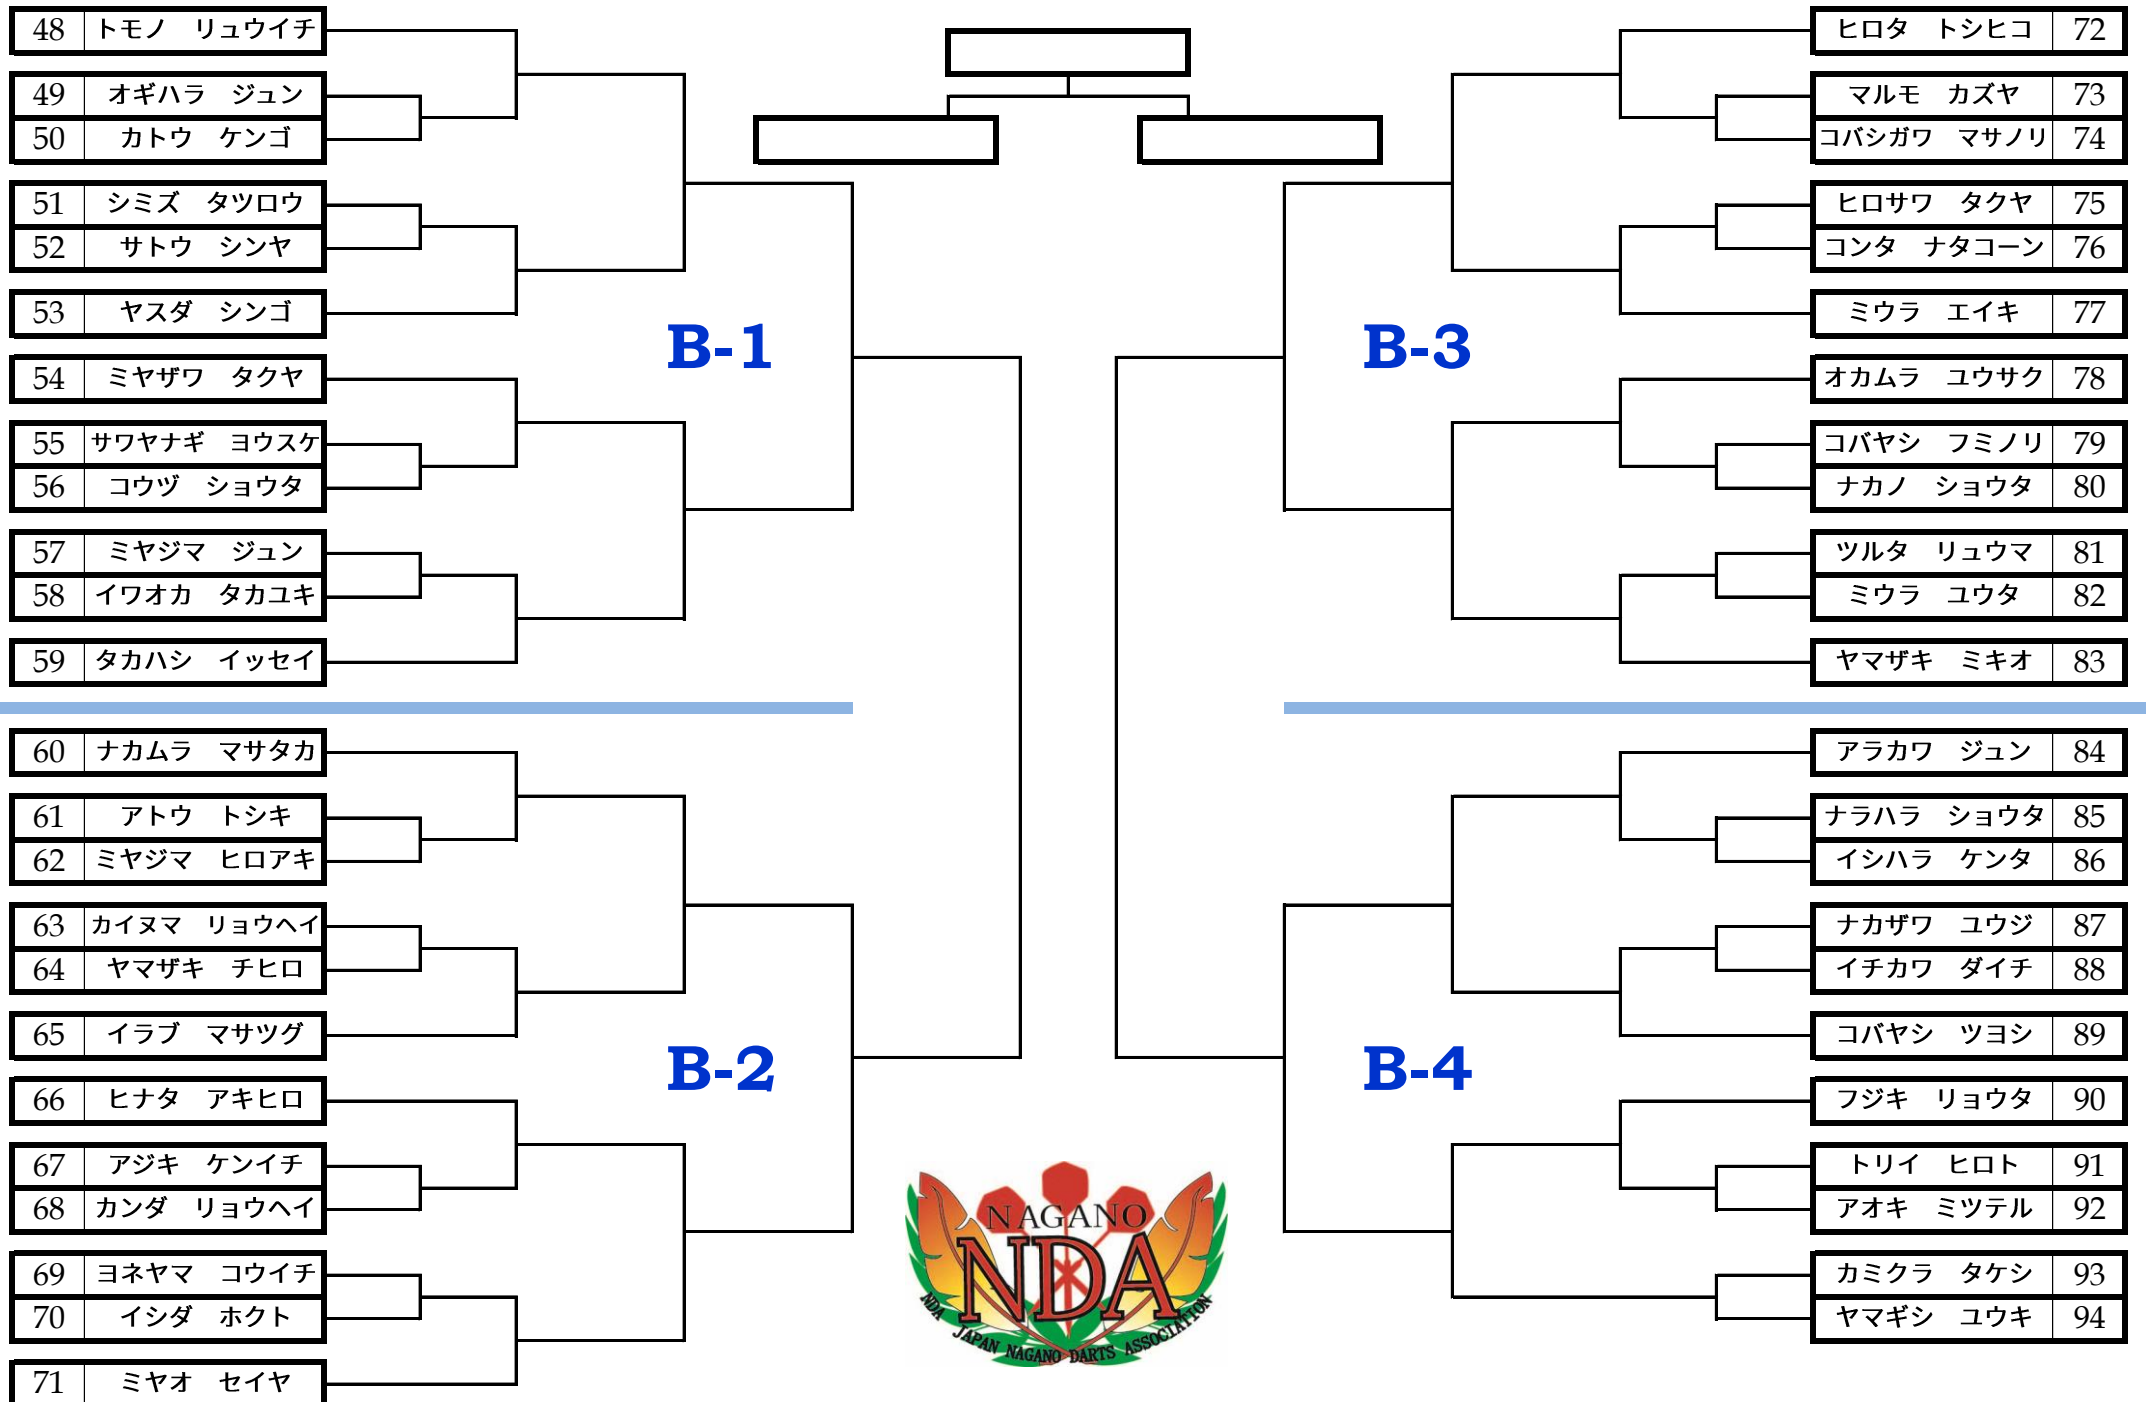 48 トモノ　リュウイチ
49 オギハラ　ジュン
50 カトウ　ケンゴ
51 シミズ　タツロウ
52 サトウ　シンヤ
53 ヤスダ　シンゴ
B-1
54 ミヤザワ　タクヤ
55 サワヤナギ　ヨウスケ
56 コウヅ　ショウタ
57 ミヤジマ　ジュン
58 イワオカ　タカユキ
59 タカハシ　イッセイ
60 ナカムラ　マサタカ
61 アトウ　トシキ
62 ミヤジマ　ヒロアキ
63 カイヌマ　リョウヘイ
64 ヤマザキ　チヒロ
65 イラブ　マサツグ
B-2
66 ヒナタ　アキヒロ
67 アジキ　ケンイチ
68 カンダ　リョウヘイ
69 ヨネヤマ　コウイチ
70 イシダ　ホクト
71 ミヤオ　セイヤ
ヒロタ　トシヒコ 72
マルモ　カズヤ 73
コバシガワ　マサノリ 74
ヒロサワ　タクヤ 75
コンタ　ナタコーン 76
ミウラ　エイキ 77
B-3
オカムラ　ユウサク 78
コバヤシ　フミノリ 79
ナカノ　ショウタ 80
ツルタ　リュウマ 81
ミウラ　ユウタ 82
ヤマザキ　ミキオ 83
アラカワ　ジュン 84
ナラハラ　ショウタ 85
イシハラ　ケンタ 86
ナカザワ　ユウジ 87
イチカワ　ダイチ 88
コバヤシ　ツヨシ 89
B-4
フジキ　リョウタ 90
トリイ　ヒロト 91
アオキ　ミツテル 92
カミクラ　タケシ 93
ヤマギシ　ユウキ 94
NAGANO
NDA
NDA JAPAN NAGANO DARTS ASSOCIATION